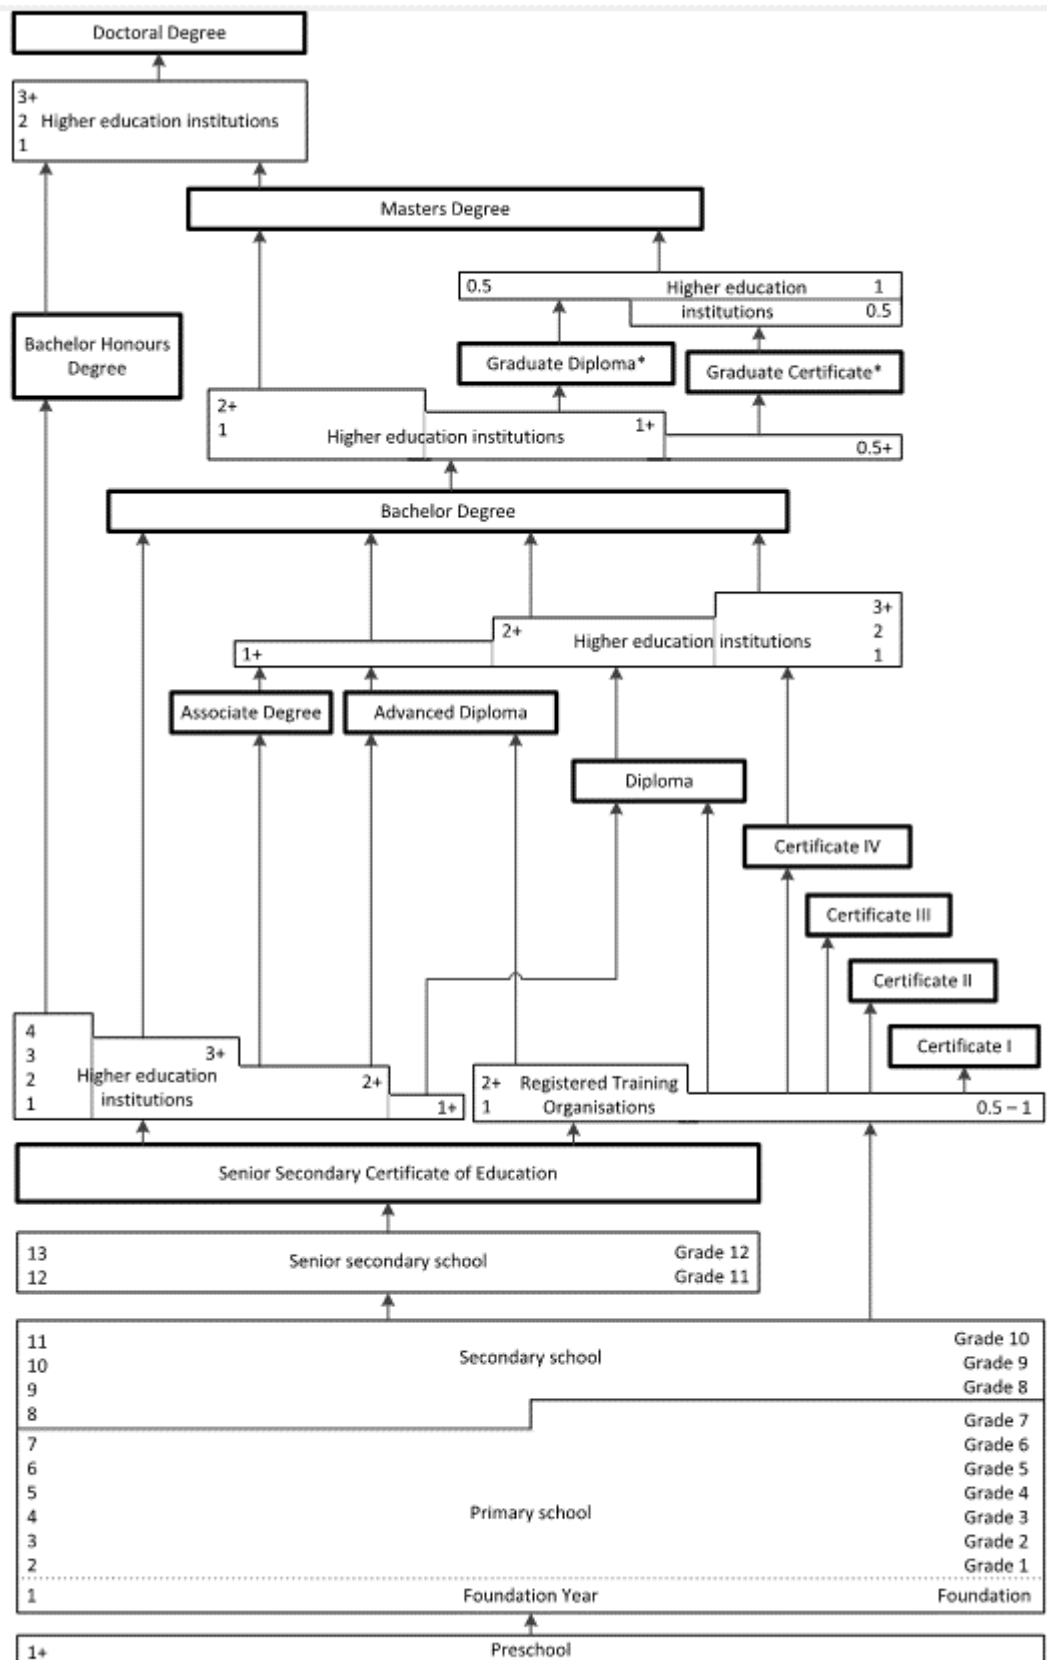 Doctoral Degree
3+
2 Higher education institutions
1
Masters Degree
0.5 Higher education 1
institutions 0.5
Bachelor Honours
Degree
Graduate Diploma*
Graduate Certificate*
2+
1
Higher education institutions
1+
0.5+
Bachelor Degree
3+
2+
Higher education institutions
2
1+
1
Associate Degree
Advanced Diploma
Diploma
Certificate IV
Certificate III
Certificate II
Certificate I
4
3
3+
2
Higher education
1
institutions
2+
1+
2+ Registered Training
1 Organisations
0.5 – 1
Senior Secondary Certificate of Education
13 Grade 12
Senior secondary school
12 Grade 11
11 Grade 10
Secondary school
10 Grade 9
9 Grade 8
8
Grade 7
7 Grade 6
6 Grade 5
5 Grade 4
Primary school
4 Grade 3
3 Grade 2
2 Grade 1
1 Foundation Year Foundation
1+ Preschool